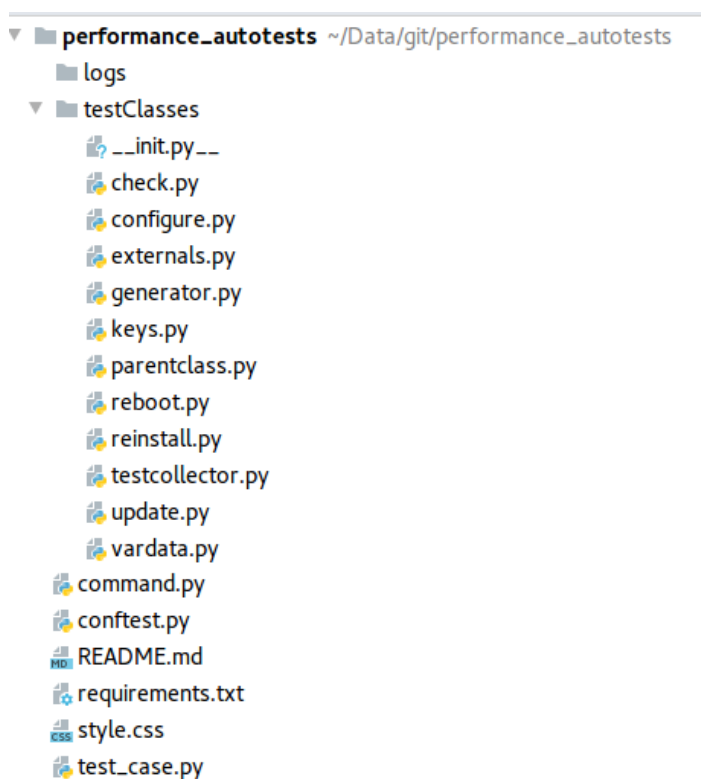 performance_autotests ~/Data/git/performance_autotests
logs
testClasses
__init.py__
check.py
configure.py
externals.py
generator.py
keys.py
parentclass.py
reboot.py
reinstall.py
testcollector.py
update.py
vardata.py
command.py
conftest.py
MD README.md
requirements.txt
CSS style.css
test_case.py